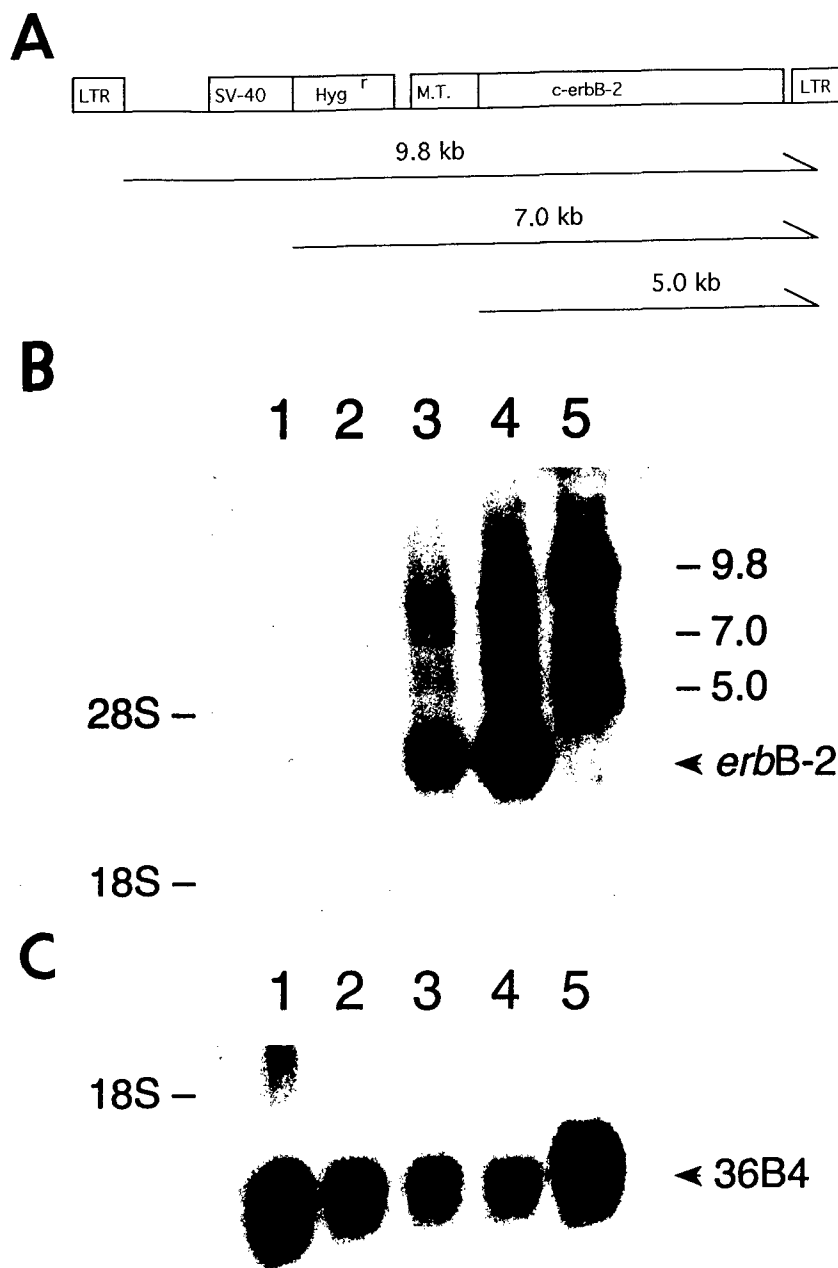 A
LTR SV-40 Hyg r M.T. c-erbB-2 LTR
9.8 kb
7.0 kb
5.0 kb
B
1 2 3 4 5
– 9.8
– 7.0
– 5.0
28S –
erbB-2
18S –
C
1 2 3 4 5
18S –
36B4